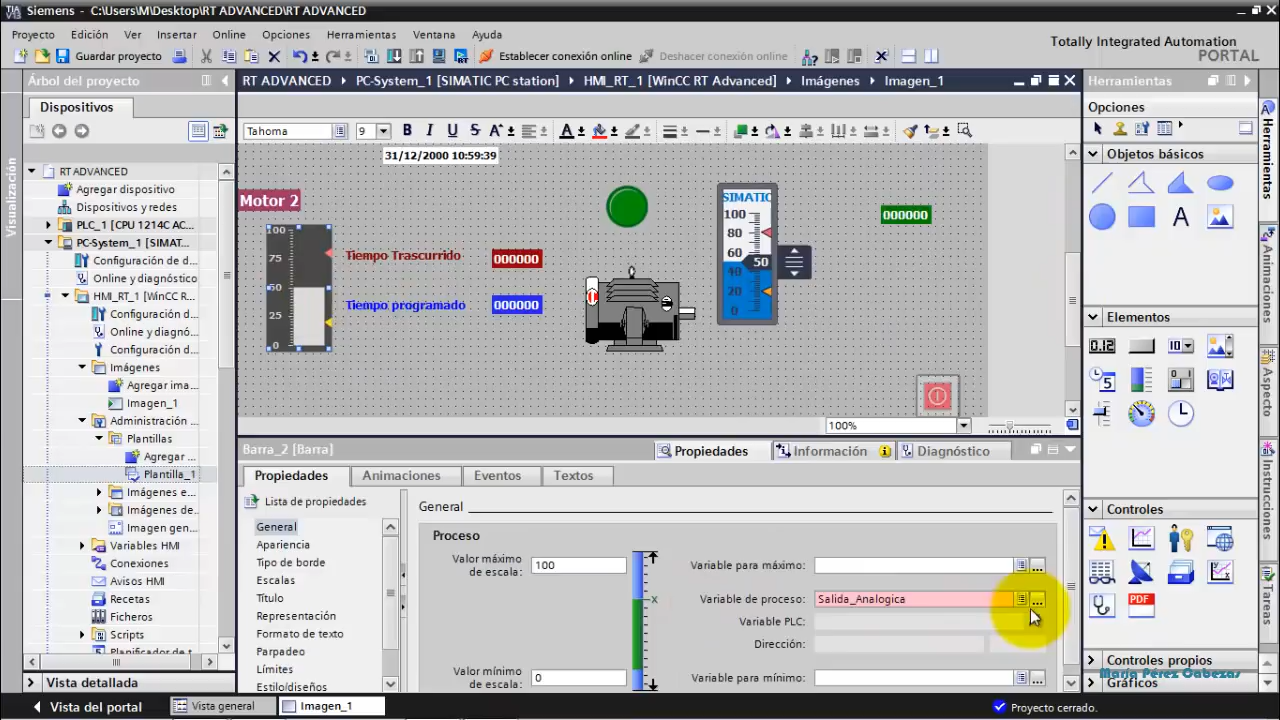 Siemens - C:\Users\M\Desktop\RT ADVANCED\RT ADVANCED
Proyecto Edición Ver Insertar Online Opciones Herramientas Ventana Ayuda
Totally Integrated Automation
PORTAL
Guardar proyecto
Establecer conexión online
Deshacer conexión online
Árbol del proyecto
RT ADVANCED PC-System_1 [SIMATIC PC station] HMI_RT_1 [WinCC RT Advanced] Imágenes Imagen_1
Herramientas
Dispositivos
Opciones
Visualización
Tahoma 9
RT ADVANCED
Agregar dispositivo
Dispositivos y redes
PLC_1 [CPU 1214C AC...
PC-System_1 [SIMAT...
Configuración de d...
Online y diagnóstico
HMI_RT_1 [WinCC R...
Configuración d...
Online y diagnó...
Configuración d...
Imágenes
Agregar ima...
Imagen_1
Administración ...
Plantillas
Agregar ...
Plantilla_1
Imágenes e...
Imágenes de...
Imagen gen...
Variables HMI
Conexiones
Avisos HMI
Recetas
Scripts
Planificador de t...
Vista detallada
31/12/2000 10:59:39
Motor 2
100
75
50
25
0
Tiempo Trascurrido 000000
Tiempo programado 000000
SIMATIC
100
80
60
50
40
20
0
000000
100%
Barra_2 [Barra]
Propiedades Información Diagnóstico
Propiedades Animaciones Eventos Textos
Lista de propiedades
General
Apariencia
Tipo de borde
Escalas
Título
Representación
Formato de texto
Parpadeo
Límites
Estilo/diseños
General
Proceso
Valor máximo de escala: 100
Variable para máximo:
Variable de proceso: Salida_Analogica
Variable PLC:
Dirección:
Valor mínimo de escala: 0
Variable para mínimo:
Objetos básicos
A
Elementos
0.12
10
5
Controles
PDF
Controles propios
Gráficos
María Pérez Cabezas
Herramientas
Animaciones
Aspecto
Instrucciones
Tareas
Vista del portal
Vista general
Imagen_1
Proyecto cerrado.